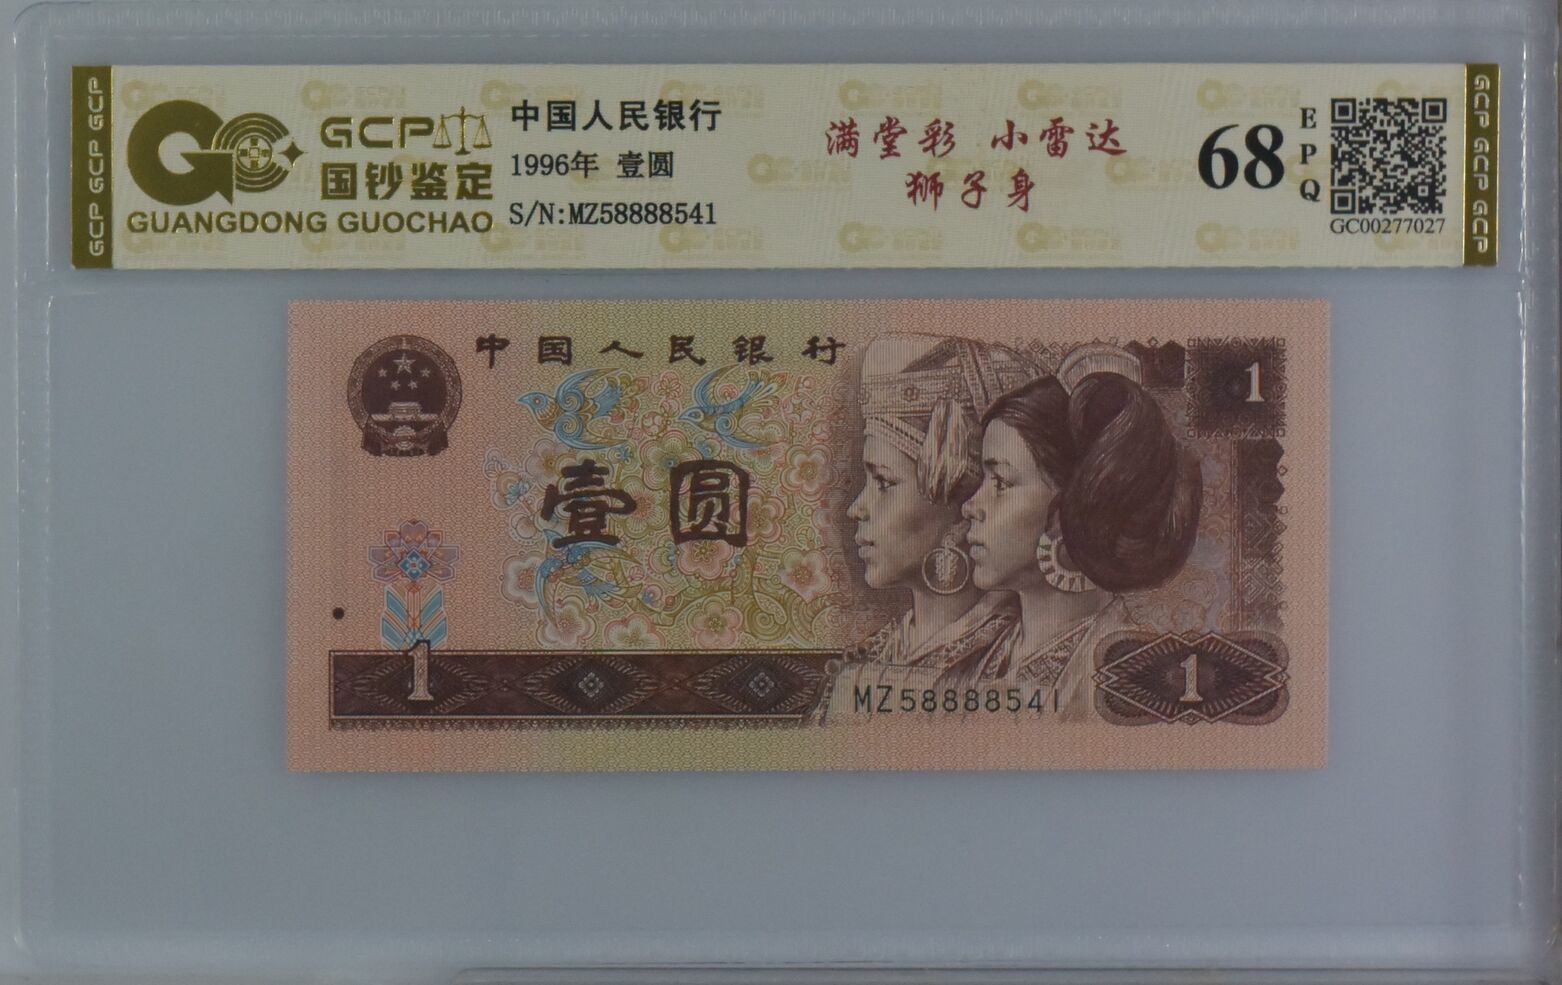 GCP GCP GCP
GCP
国钞鉴定
GUANGDONG GUOCHAO
中国人民银行
1996年 壹圆
S/N:MZ58888541
满堂彩 小雷达
狮子身
68
EPQ
GC00277027
GCP GCP GCP
中国人民银行
1
壹圆
1
MZ58888541
1